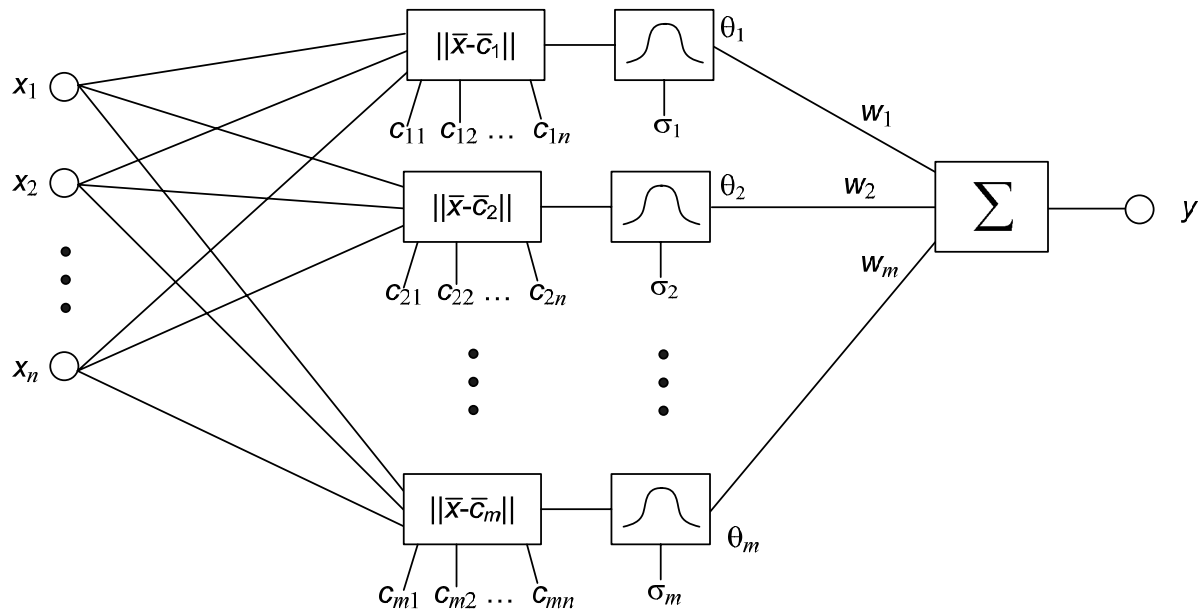 x₁
x₂
xₙ
||x̄-c̄₁||
c₁₁ c₁₂ … c₁ₙ
σ₁
θ₁
w₁
||x̄-c̄₂||
c₂₁ c₂₂ … c₂ₙ
σ₂
θ₂
w₂
||x̄-c̄ₘ||
cₘ₁ cₘ₂ … cₘₙ
σₘ
θₘ
wₘ
Σ
y